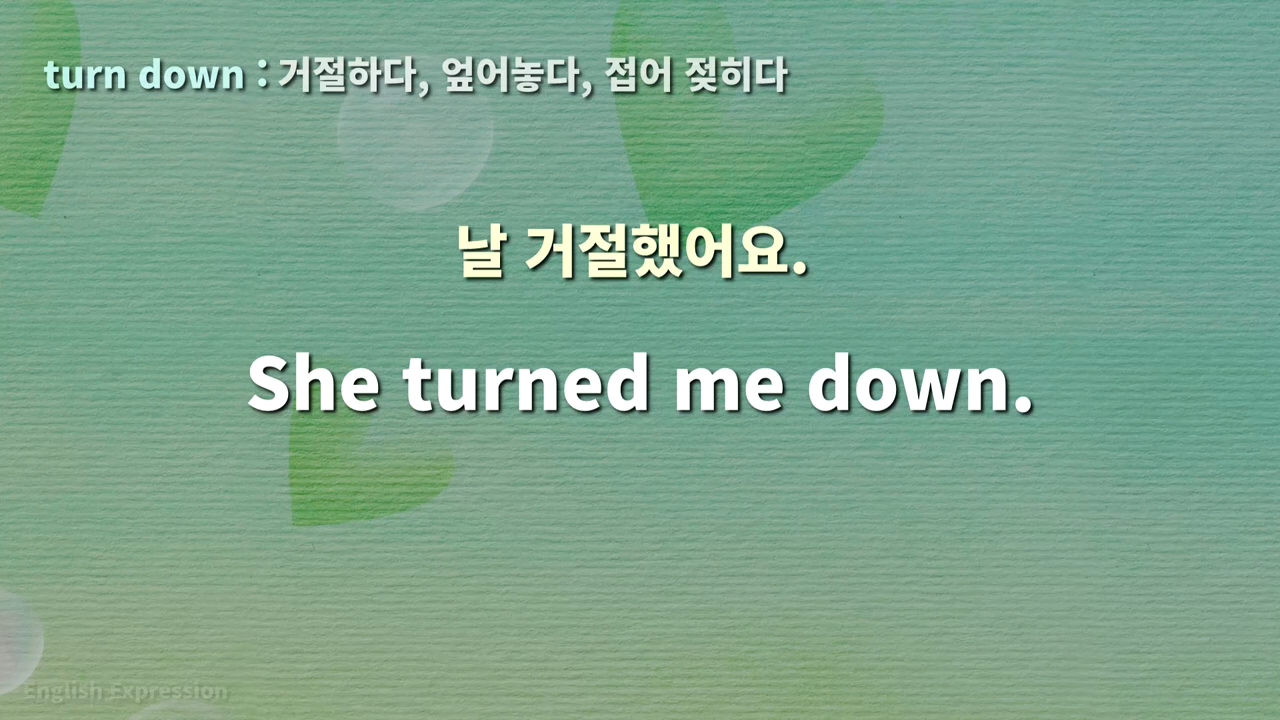 turn down : 거절하다, 엎어놓다, 접어 젖히다
날 거절했어요.
She turned me down.
English Expression